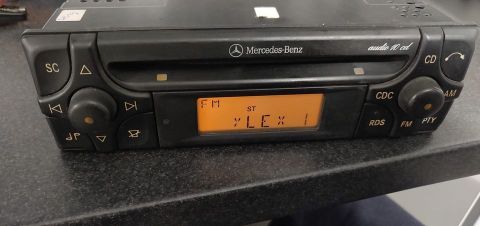 Mercedes-Benz
audio 10 cd
SC
CD
FM
ST
YLEX 1
CDC
AM
RDS
FM
PTY